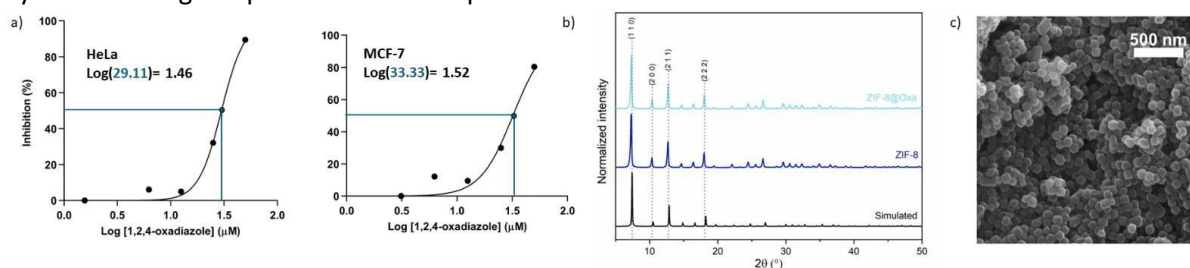 a)
HeLa
Log(29.11)= 1.46
Inhibition (%)
100
80
60
40
20
0
0.0 0.5 1.0 1.5 2.0
Log [1,2,4-oxadiazole] (µM)
MCF-7
Log(33.33)= 1.52
100
80
60
40
20
0
0.0 0.5 1.0 1.5 2.0
Log [1,2,4-oxadiazole] (µM)
b)
Normalized intensity
(1 1 0)
(2 0 0)
(2 1 1)
(2 2 2)
ZIF-8@Oxa
ZIF-8
Simulated
10 20 30 40 50
2θ (°)
c)
500 nm